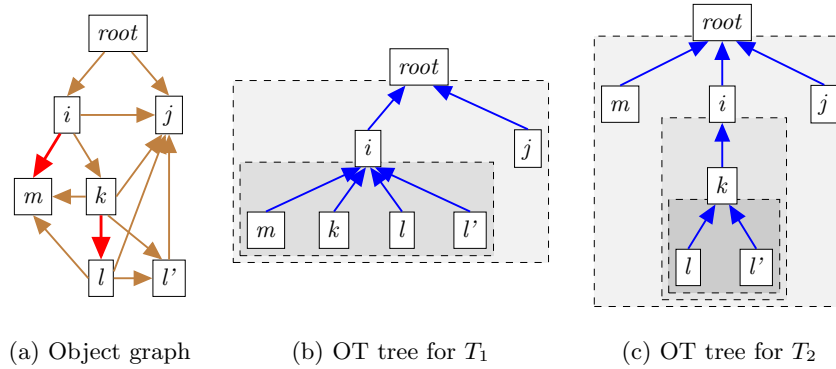 root
i
j
m
k
l
l'
(a) Object graph
root
i
j
m
k
l
l'
(b) OT tree for T1
root
m
i
j
k
l
l'
(c) OT tree for T2